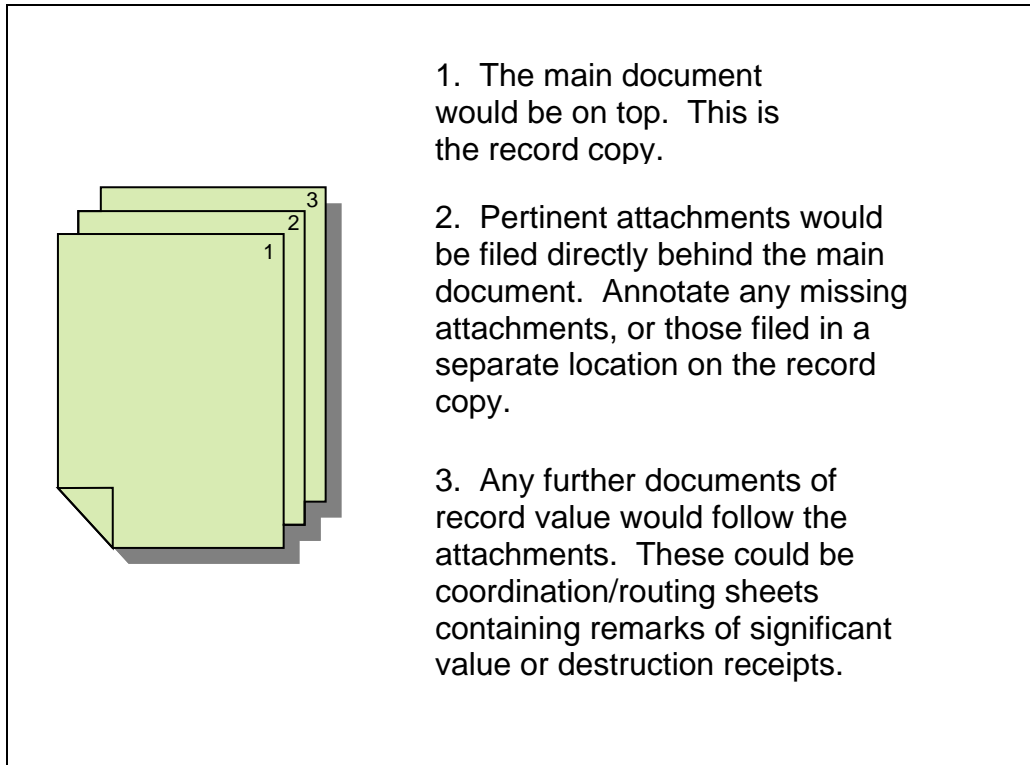 1. The main document
would be on top. This is
the record copy.
3
2
1
2. Pertinent attachments would
be filed directly behind the main
document. Annotate any missing
attachments, or those filed in a
separate location on the record
copy.
3. Any further documents of
record value would follow the
attachments. These could be
coordination/routing sheets
containing remarks of significant
value or destruction receipts.